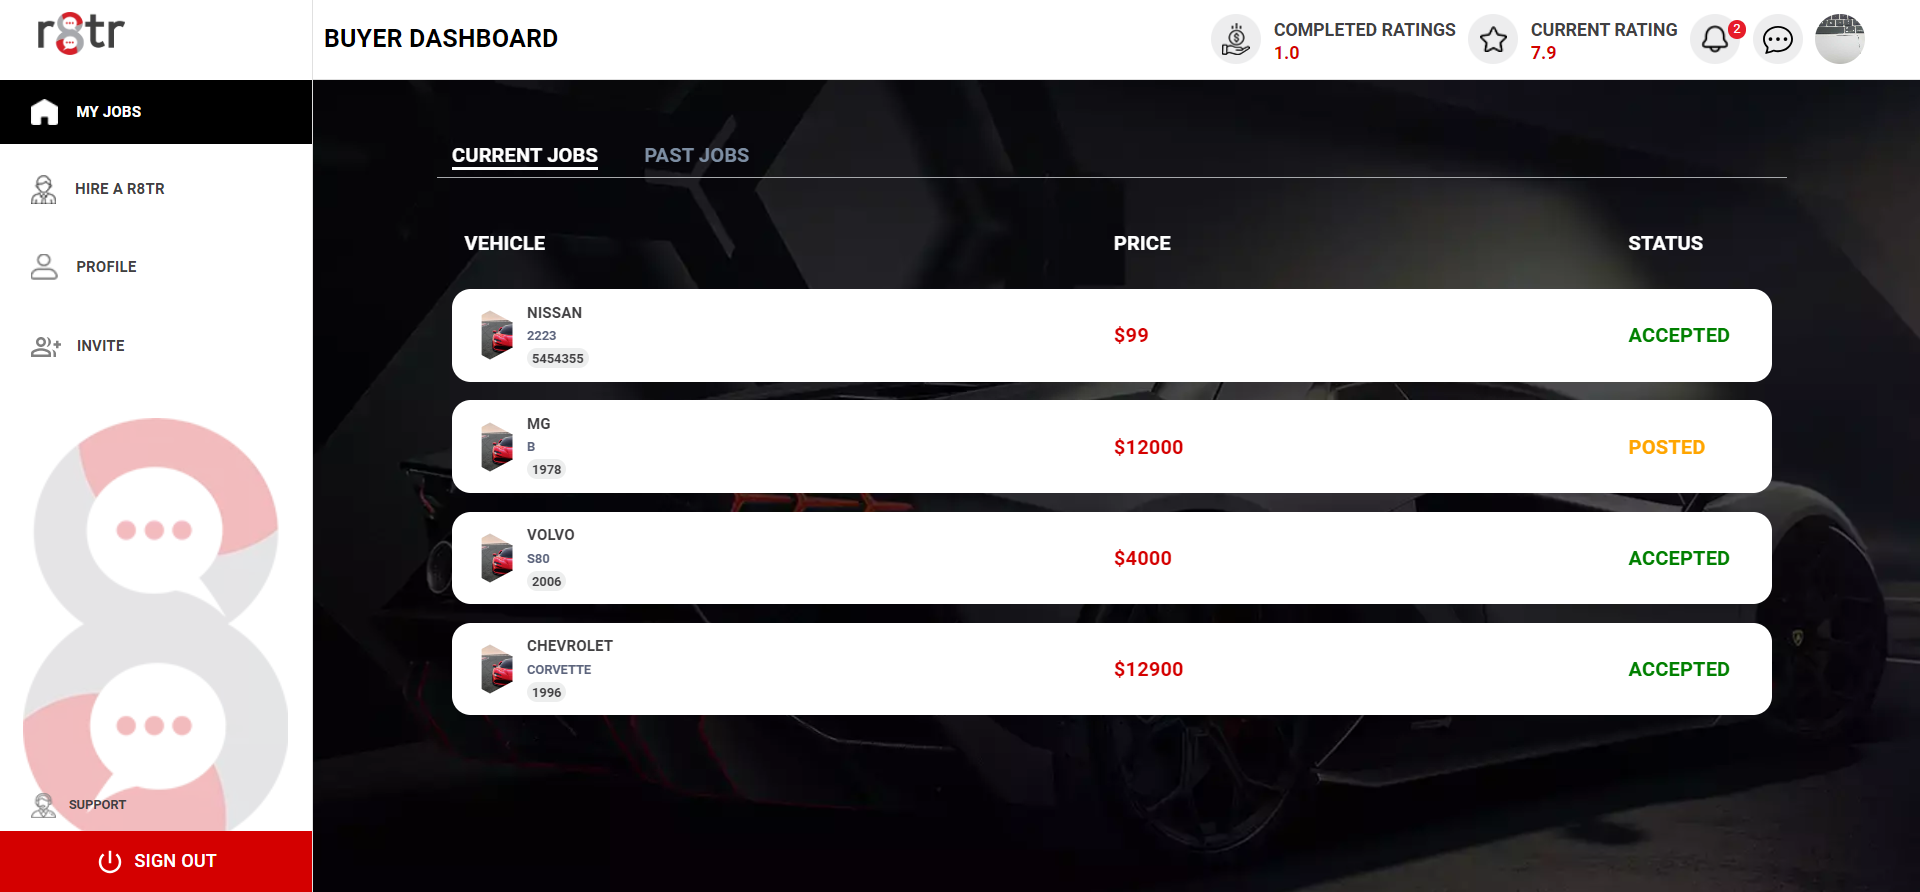 r8tr
BUYER DASHBOARD
COMPLETED RATINGS
1.0
CURRENT RATING
7.9
2
MY JOBS
HIRE A R8TR
PROFILE
INVITE
SUPPORT
SIGN OUT
CURRENT JOBS PAST JOBS
VEHICLE PRICE STATUS
NISSAN
2223
5454355
$99
ACCEPTED
MG
B
1978
$12000
POSTED
VOLVO
S80
2006
$4000
ACCEPTED
CHEVROLET
CORVETTE
1996
$12900
ACCEPTED